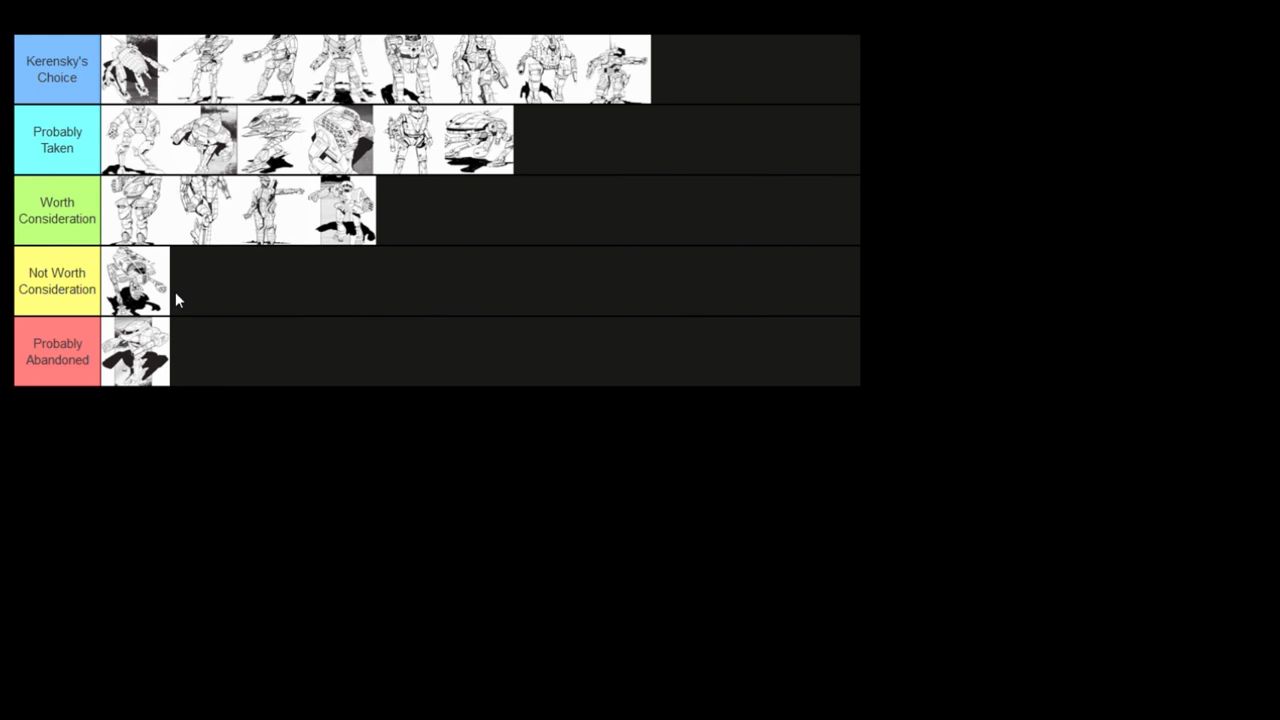 Kerensky's
Choice
Probably
Taken
Worth
Consideration
Not Worth
Consideration
Probably
Abandoned